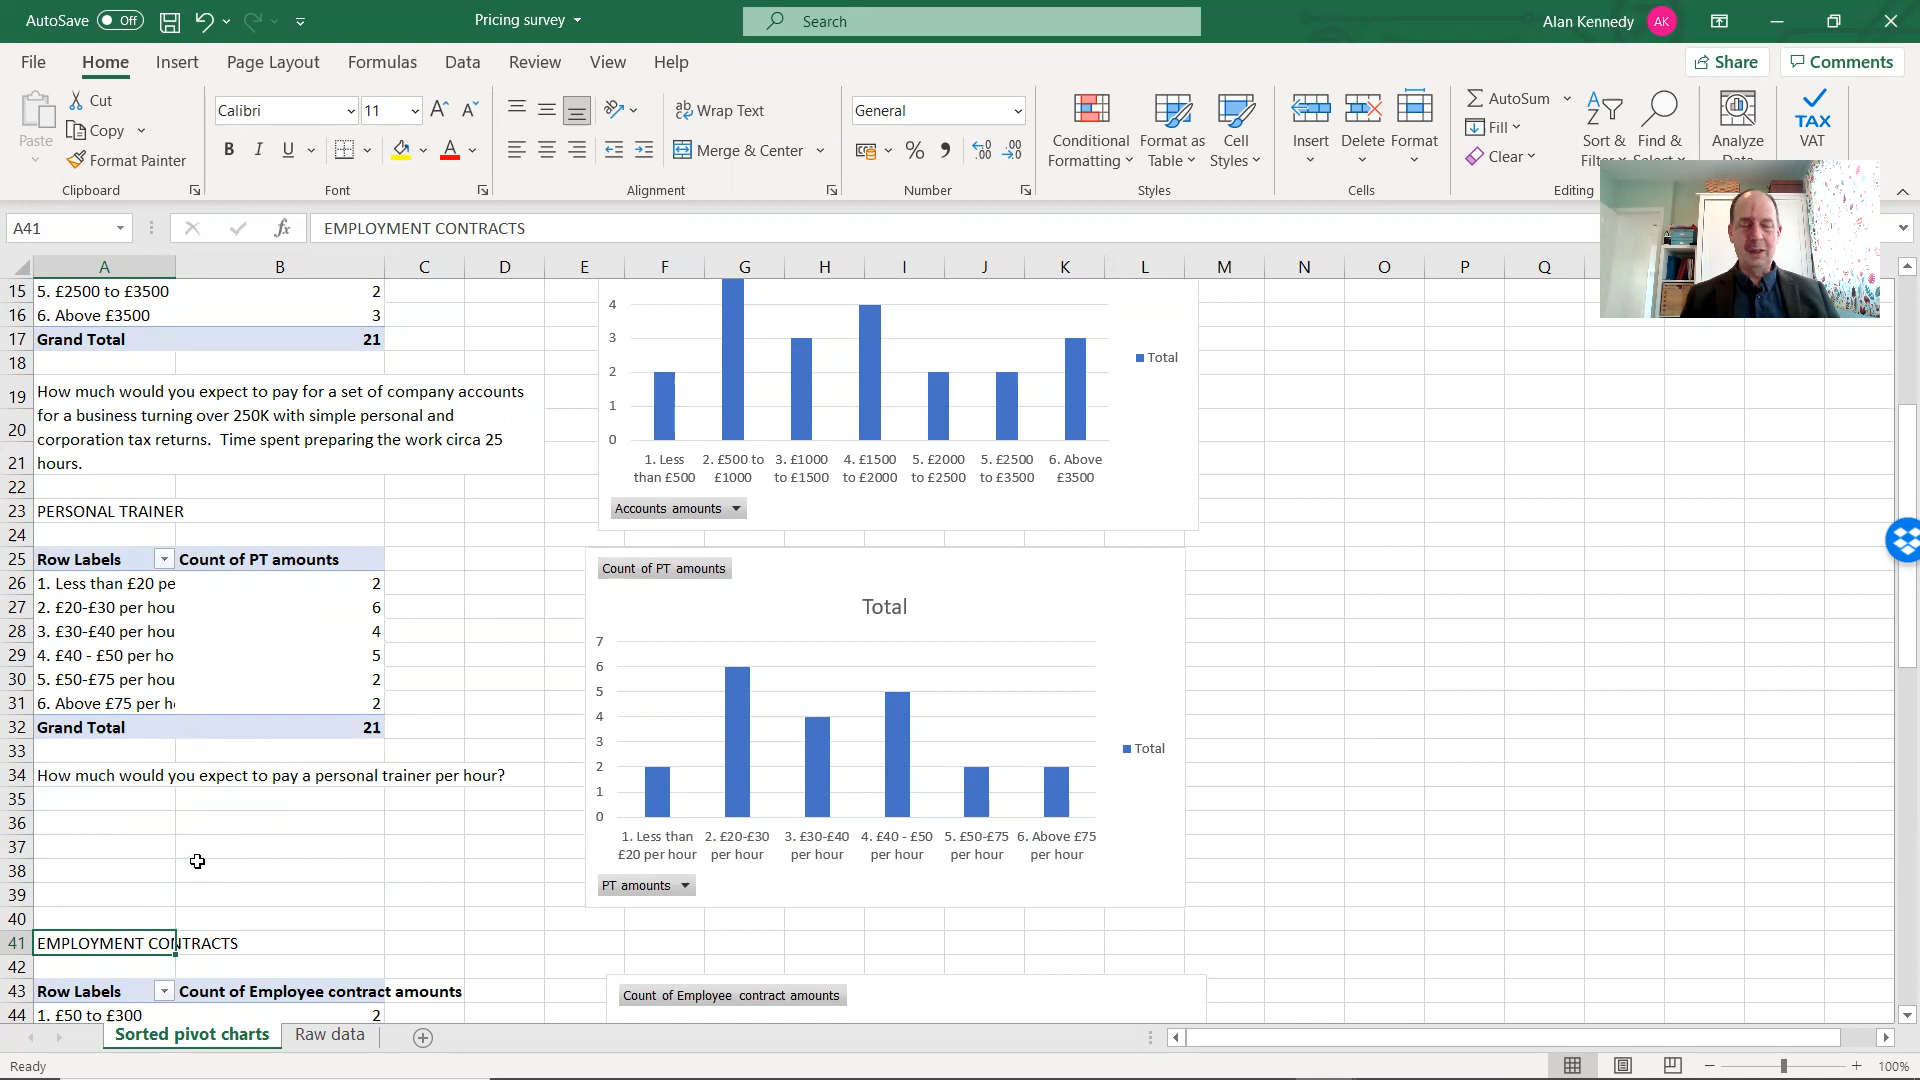 AutoSave Off
Pricing survey
Search
Alan Kennedy
AK
File
Home
Insert
Page Layout
Formulas
Data
Review
View
Help
Share
Comments
Paste
Cut
Copy
Format Painter
Clipboard
Calibri
11
B I U
Font
Wrap Text
Merge & Center
Alignment
General
Number
Conditional
Formatting
Format as
Table
Cell
Styles
Styles
Insert
Delete
Format
Cells
AutoSum
Fill
Clear
Sort &
Filter
Find &
Select
Editing
Analyze
Data
TAX
VAT
A41
fx
EMPLOYMENT CONTRACTS
A B C D E F G H I J K L M N O P Q
15 5. £2500 to £3500 2
16 6. Above £3500 3
17 Grand Total 21
18
19 How much would you expect to pay for a set of company accounts
for a business turning over 250K with simple personal and
20
corporation tax returns.  Time spent preparing the work circa 25
21 hours.
22
23 PERSONAL TRAINER
24
25 Row Labels Count of PT amounts
26 1. Less than £20 pe 2
27 2. £20-£30 per hou 6
28 3. £30-£40 per hou 4
29 4. £40 - £50 per ho 5
30 5. £50-£75 per hou 2
31 6. Above £75 per h 2
32 Grand Total 21
33
34 How much would you expect to pay a personal trainer per hour?
35
36
37
38
39
40
41 EMPLOYMENT CONTRACTS
42
43 Row Labels Count of Employee contract amounts
44 1. £50 to £300 2
4
3
2
1
0
Total
1. Less
than £500
2. £500 to
£1000
3. £1000
to £1500
4. £1500
to £2000
5. £2000
to £2500
5. £2500
to £3500
6. Above
£3500
Accounts amounts
Count of PT amounts
Total
7
6
5
4
3
2
1
0
Total
1. Less than
£20 per hour
2. £20-£30
per hour
3. £30-£40
per hour
4. £40 - £50
per hour
5. £50-£75
per hour
6. Above £75
per hour
PT amounts
Count of Employee contract amounts
Sorted pivot charts
Raw data
Ready
100%